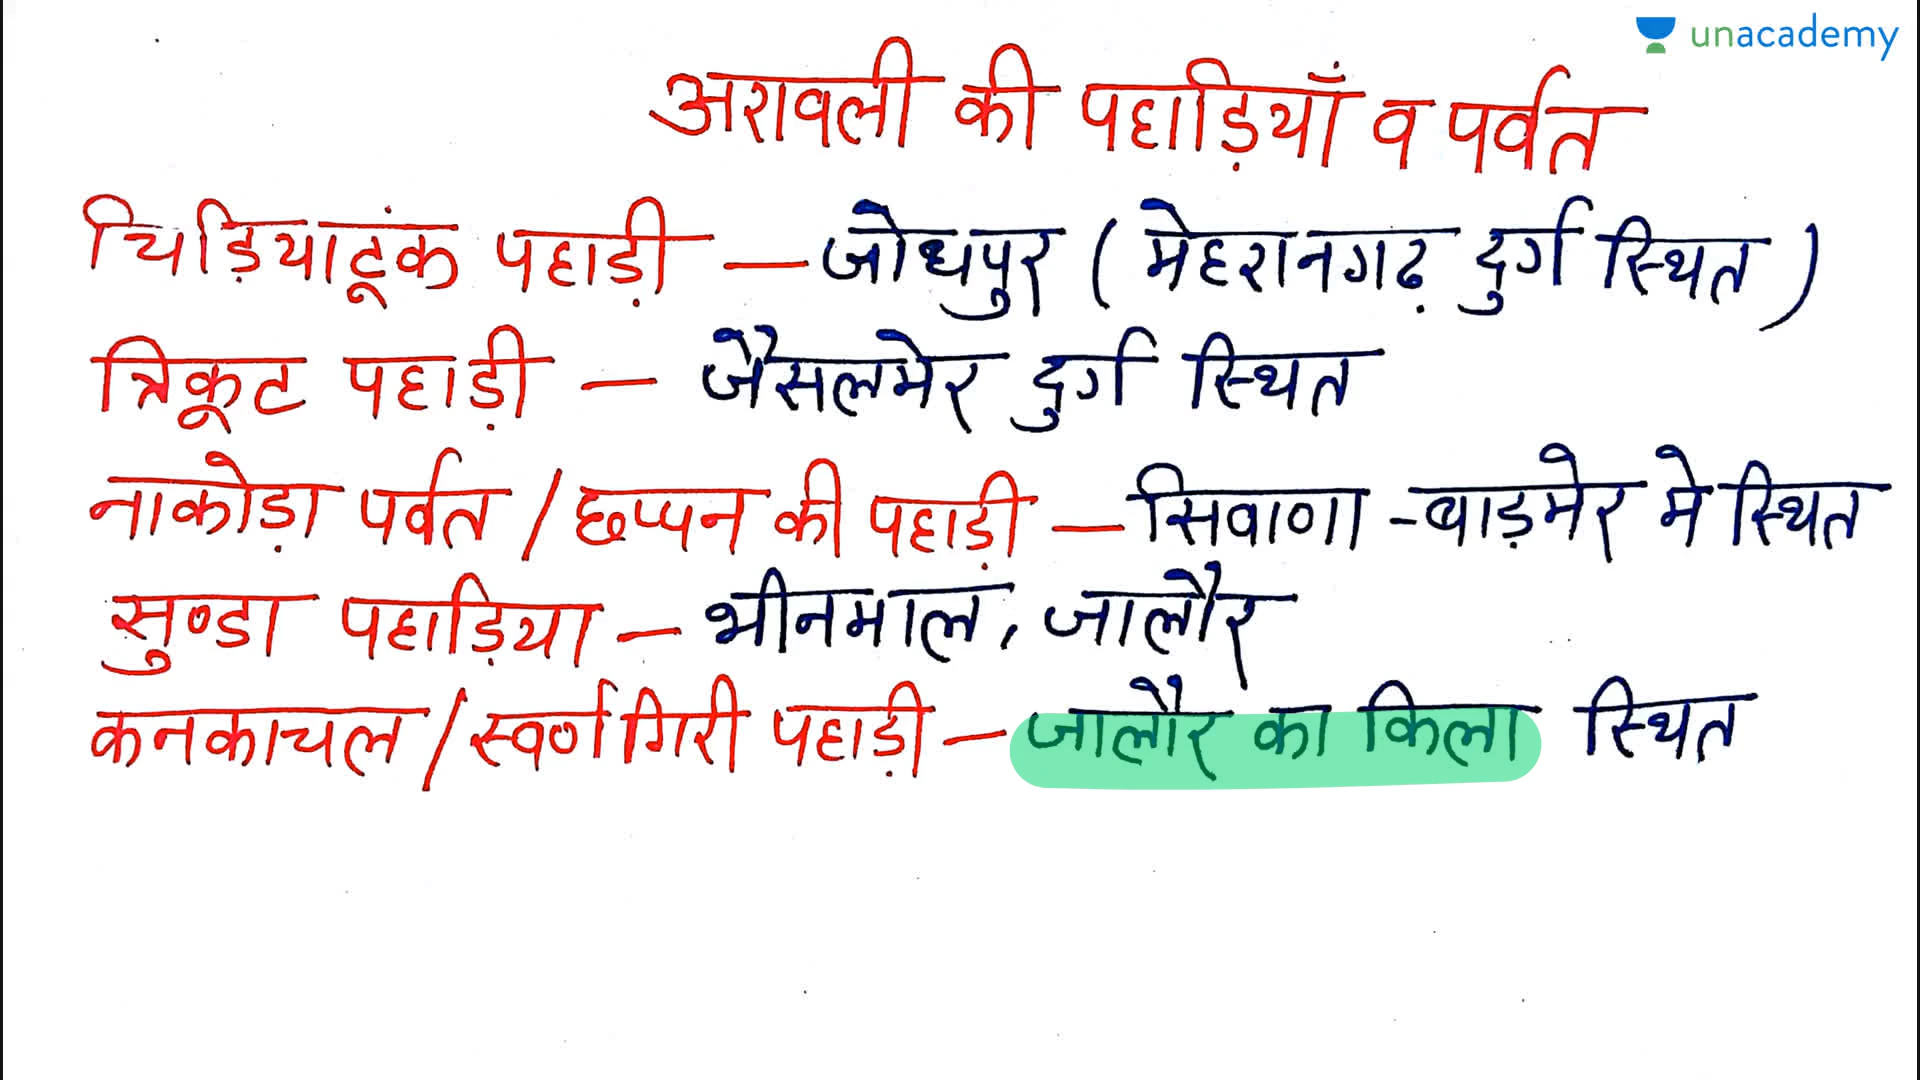 unacademy
अरावली की पहाड़ियाँ व पर्वत
चिड़ियाटूंक पहाड़ी — जोधपुर ( मेहरानगढ़ दुर्ग स्थित )
त्रिकूट पहाड़ी — जैसलमेर दुर्ग स्थित
नाकोड़ा पर्वत / छप्पन की पहाड़ी — सिवाणा - बाड़मेर मे स्थित
सुण्डा पहाड़िया — भीनमाल, जालौर
कनकाचल / स्वर्णगिरी पहाड़ी — जालौर का किला स्थित